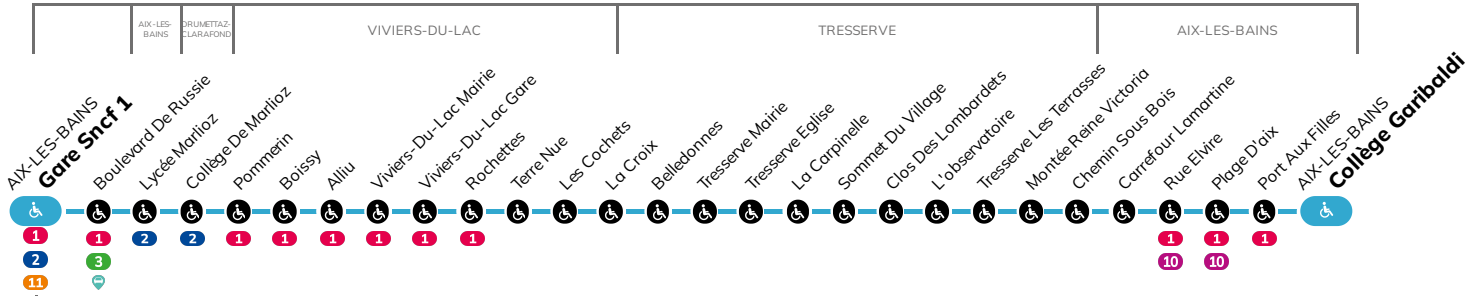 AIX-LES-
BAINS
DRUMETTAZ-
CLARAFOND
VIVIERS-DU-LAC
TRESSERVE
AIX-LES-BAINS
AIX-LES-BAINS
Gare Sncf 1
Boulevard De Russie
Lycée Marlioz
Collège De Marlioz
Pommerin
Boissy
Alliu
Viviers-Du-Lac Mairie
Viviers-Du-Lac Gare
Rochettes
Terre Nue
Les Cochets
La Croix
Belledonnes
Tresserve Mairie
Tresserve Eglise
La Carpinelle
Sommet Du Village
Clos Des Lombardets
L'observatoire
Tresserve Les Terrasses
Montée Reine Victoria
Chemin Sous Bois
Carrefour Lamartine
Rue Elvire
Plage D'aix
Port Aux Filles
AIX-LES-BAINS
Collège Garibaldi
1 1 2 2 1 1 1 1 1 1 1 1 1
2 3 10 10
11